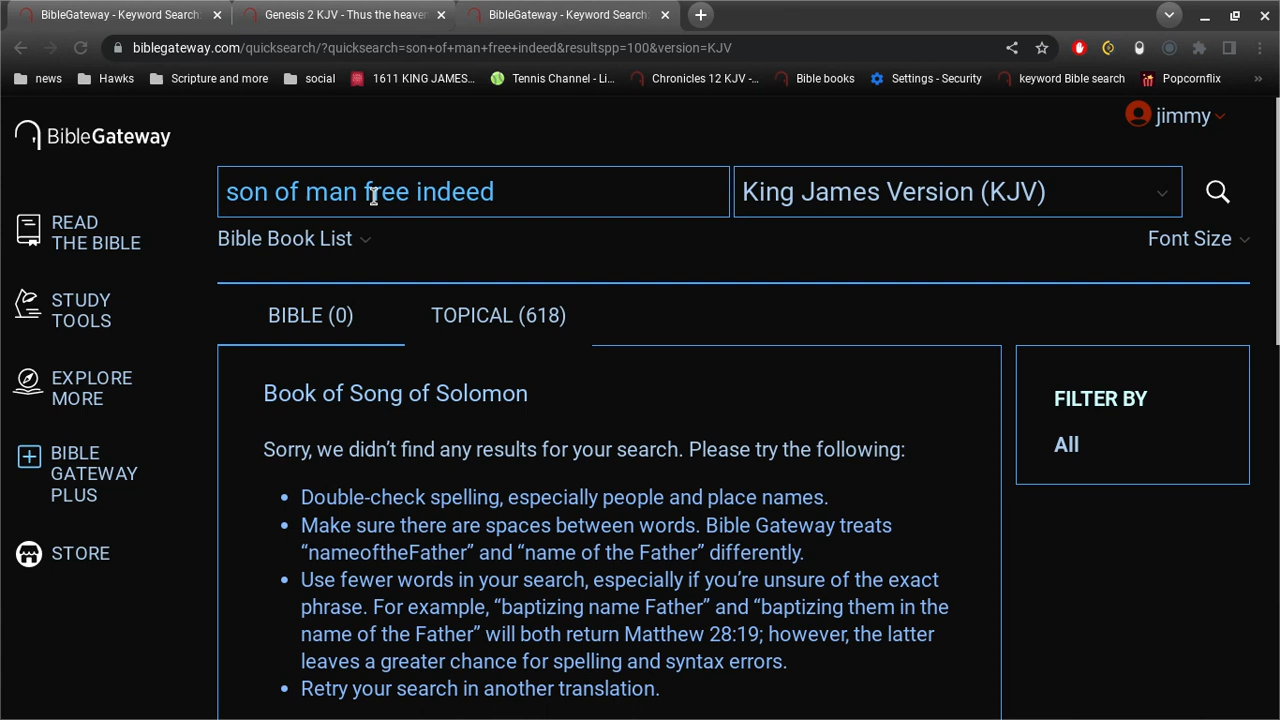 BibleGateway - Keyword Search:
Genesis 2 KJV - Thus the heaven
BibleGateway - Keyword Search:
biblegateway.com/quicksearch/?quicksearch=son+of+man+free+indeed&resultspp=100&version=KJV
news
Hawks
Scripture and more
social
1611 KING JAMES...
Tennis Channel - Li...
Chronicles 12 KJV -...
Bible books
Settings - Security
keyword Bible search
Popcornflix
»
BibleGateway
jimmy
son of man free indeed
King James Version (KJV)
Bible Book List
Font Size
READ
THE BIBLE
STUDY
TOOLS
EXPLORE
MORE
BIBLE
GATEWAY
PLUS
STORE
BIBLE (0)
TOPICAL (618)
Book of Song of Solomon
Sorry, we didn’t find any results for your search. Please try the following:
• Double-check spelling, especially people and place names.
• Make sure there are spaces between words. Bible Gateway treats
“nameoftheFather” and “name of the Father” differently.
• Use fewer words in your search, especially if you’re unsure of the exact
phrase. For example, “baptizing name Father” and “baptizing them in the
name of the Father” will both return Matthew 28:19; however, the latter
leaves a greater chance for spelling and syntax errors.
• Retry your search in another translation.
FILTER BY
All